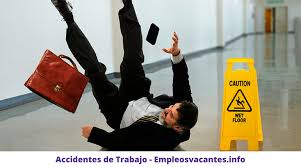 CAUTION
WET FLOOR
Accidentes de Trabajo - Empleosvacantes.info